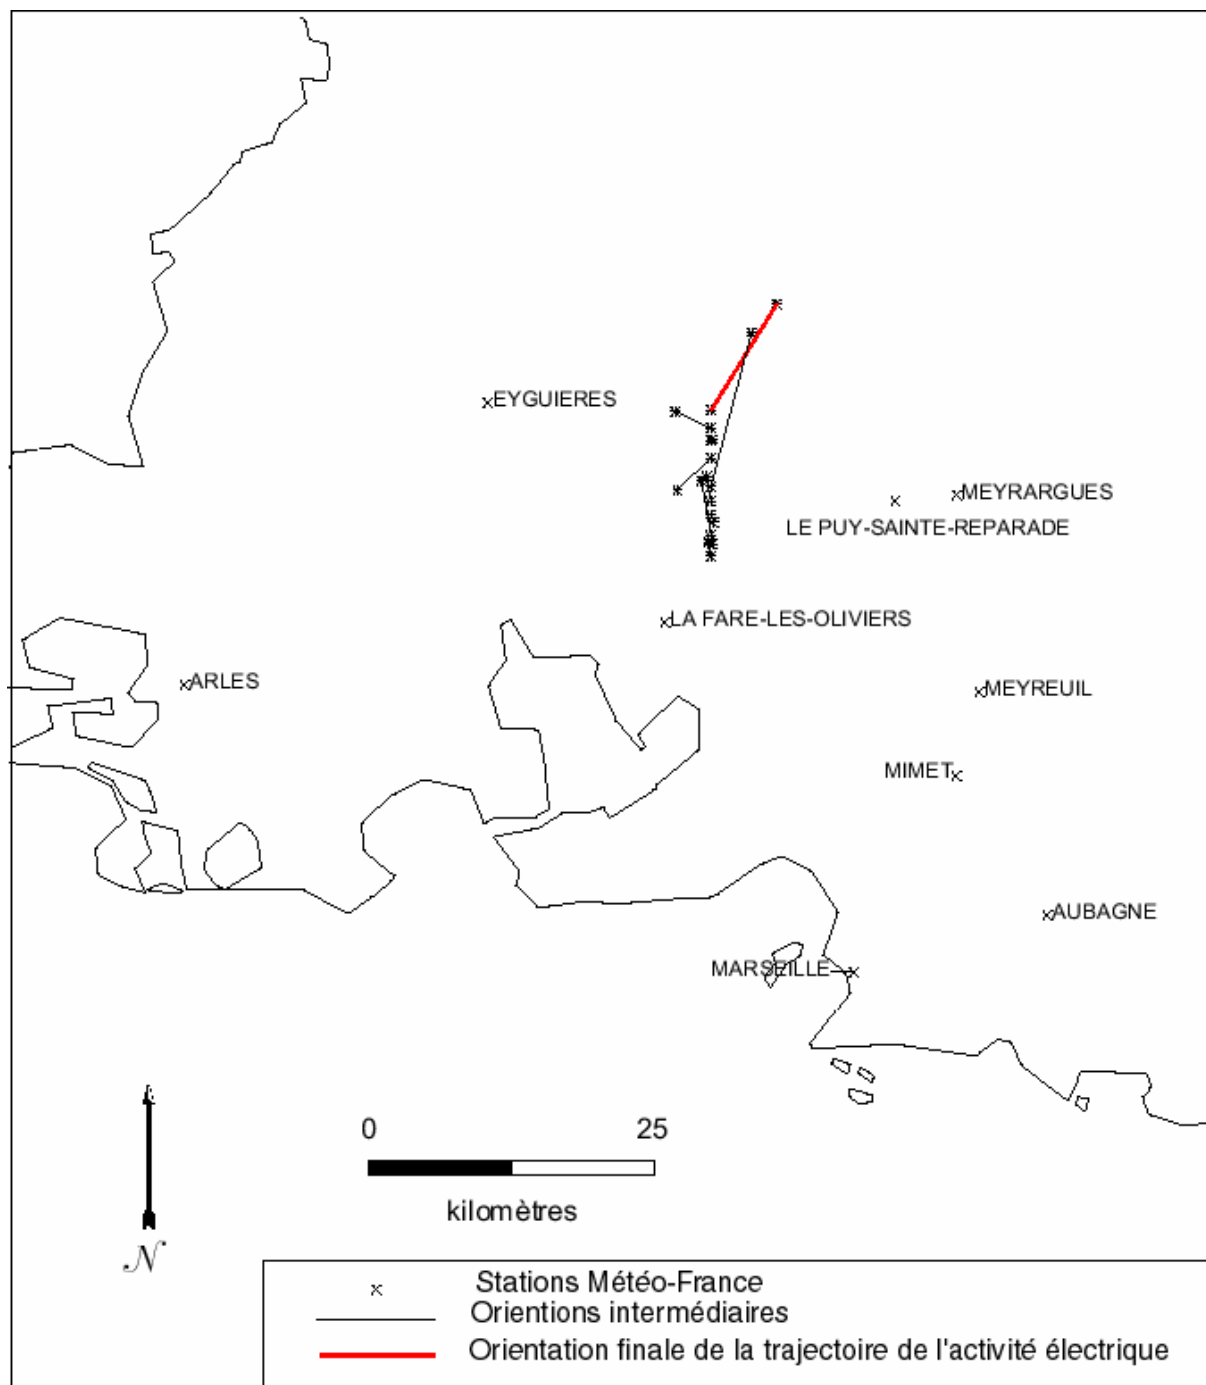 EYGUIERES
MEYRARGUES
LE PUY-SAINTE-REPARADE
LA FARE-LES-OLIVIERS
ARLES
MEYREUIL
MIMET
AUBAGNE
MARSEILLE
0 25
kilomètres
N
Stations Météo-France
Orientions intermédiaires
Orientation finale de la trajectoire de l'activité électrique